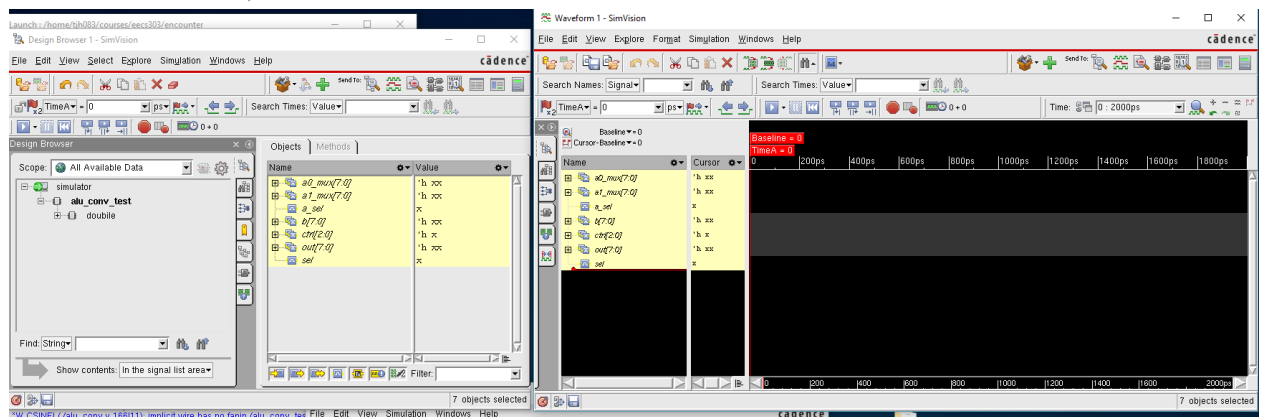 Launch : /home/tjh083/courses/eecs303/encounter
Design Browser 1 - SimVision
File Edit View Select Explore Simulation Windows Help
cādence
Send To:
TimeA = 0 ps
Search Times: Value
0 + 0
Design Browser
Scope: All Available Data
simulator
alu_conv_test
doubile
Find: String
Show contents: In the signal list area
Objects Methods
Name Value
a0_mux[7:0] 'h xx
a1_mux[7:0] 'h xx
a_sel x
b[7:0] 'h xx
ctrl[2:0] 'h x
out[7:0] 'h xx
sel x
Filter:
7 objects selected
File Edit View Simulation Windows Help
Waveform 1 - SimVision
File Edit View Explore Format Simulation Windows Help
cādence
Send To:
Search Names: Signal
Search Times: Value
TimeA = 0 ps
0 + 0
Time: 0 : 2000ps
Baseline = 0
Cursor-Baseline = 0
Name Cursor
a0_mux[7:0] 'h xx
a1_mux[7:0] 'h xx
a_sel x
b[7:0] 'h xx
ctrl[2:0] 'h x
out[7:0] 'h xx
sel x
Baseline = 0
TimeA = 0
0 200ps 400ps 600ps 800ps 1000ps 1200ps 1400ps 1600ps 1800ps
0 200 400 600 800 1000 1200 1400 1600 2000ps
7 objects selected
cādence